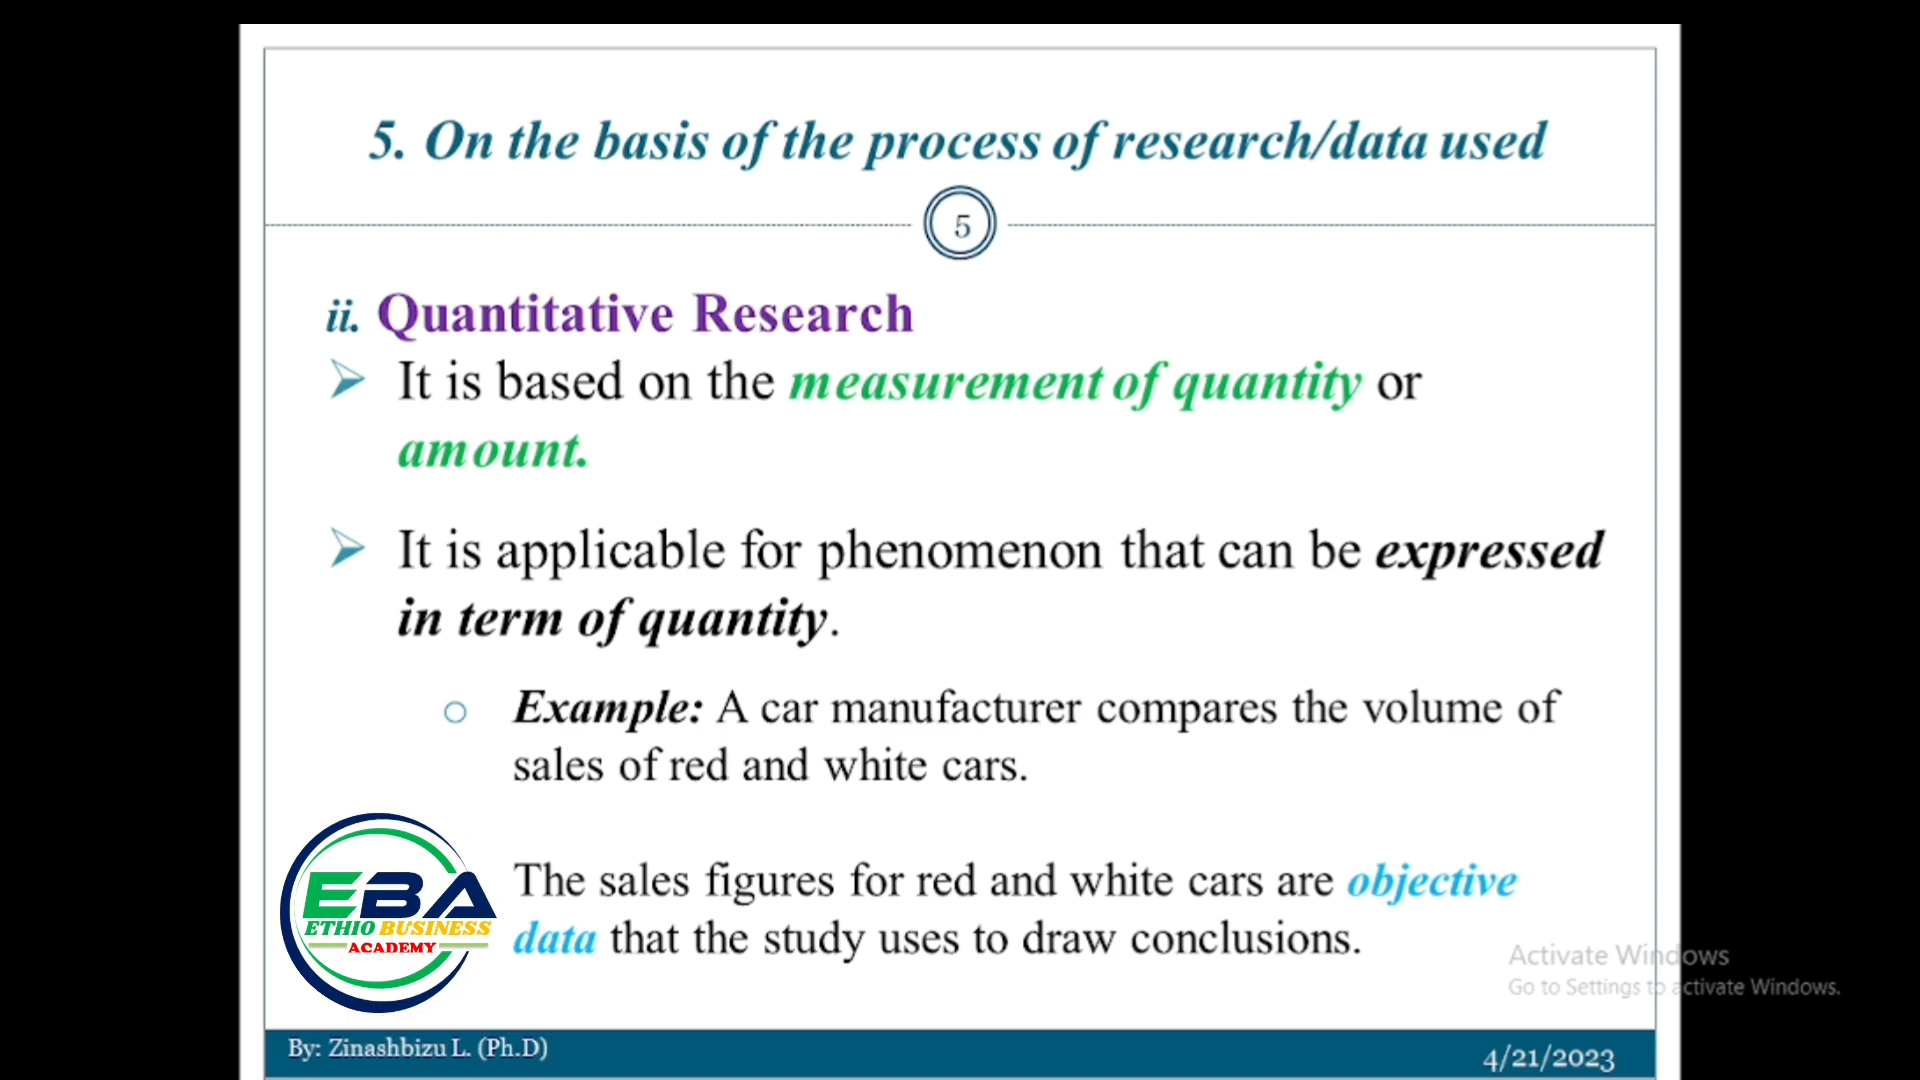 5. On the basis of the process of research/data used
5
ii. Quantitative Research
➢ It is based on the measurement of quantity or
amount.
➢ It is applicable for phenomenon that can be expressed
in term of quantity.
o Example: A car manufacturer compares the volume of
sales of red and white cars.
The sales figures for red and white cars are objective
data that the study uses to draw conclusions.
EBA
ETHIO BUSINESS
ACADEMY
Activate Windows
Go to Settings to activate Windows.
By: Zinashbizu L. (Ph.D)
4/21/2023